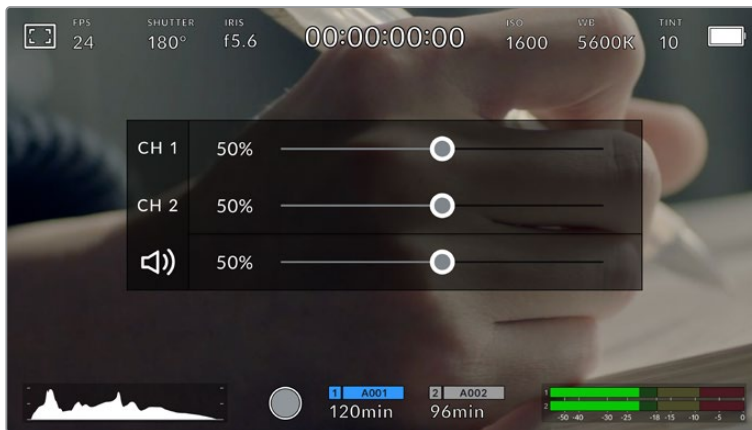 FPS 24
SHUTTER 180°
IRIS f5.6
00:00:00:00
ISO 1600
WB 5600K
TINT 10
CH 1 50%
CH 2 50%
50%
1 A001
120min
2 A002
96min
1
2
-50 -40 -30 -25 -18 -15 -10 -5 0